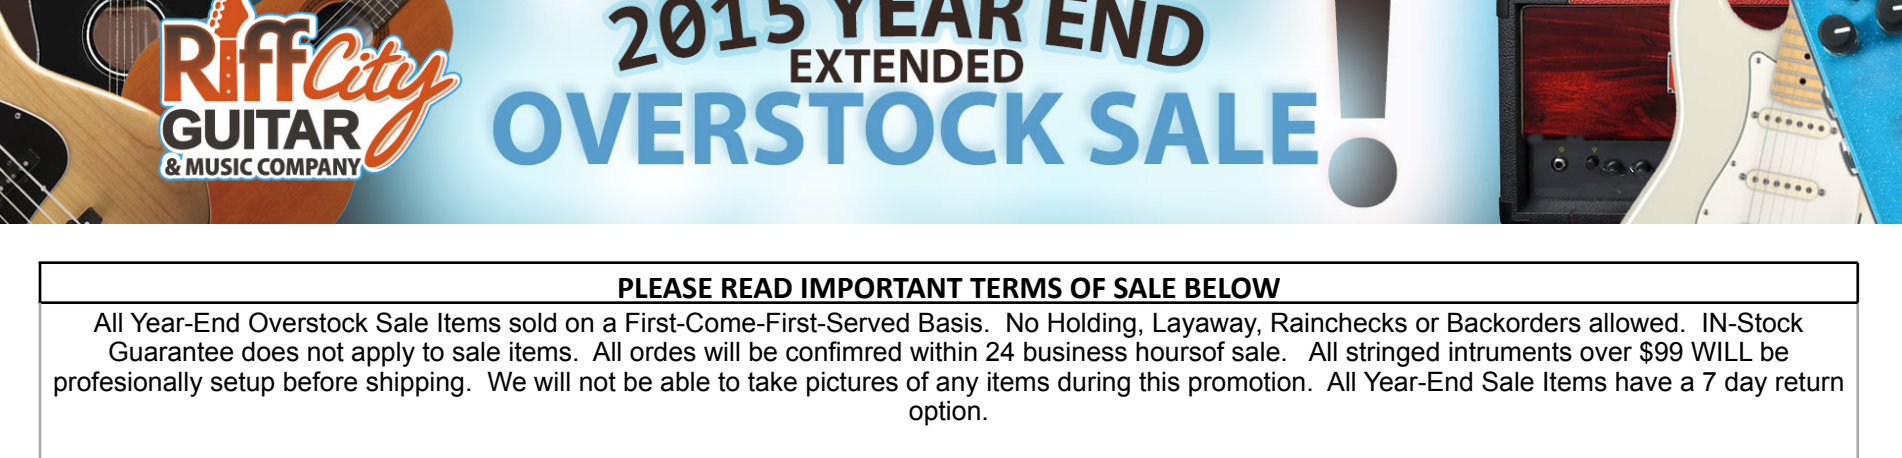 Riff City
GUITAR
& MUSIC COMPANY
2015 YEAR END
EXTENDED
OVERSTOCK SALE!
PLEASE READ IMPORTANT TERMS OF SALE BELOW
All Year-End Overstock Sale Items sold on a First-Come-First-Served Basis.  No Holding, Layaway, Rainchecks or Backorders allowed.  IN-Stock
Guarantee does not apply to sale items.  All ordes will be confimred within 24 business hoursof sale.   All stringed intruments over $99 WILL be
profesionally setup before shipping.  We will not be able to take pictures of any items during this promotion.  All Year-End Sale Items have a 7 day return
option.